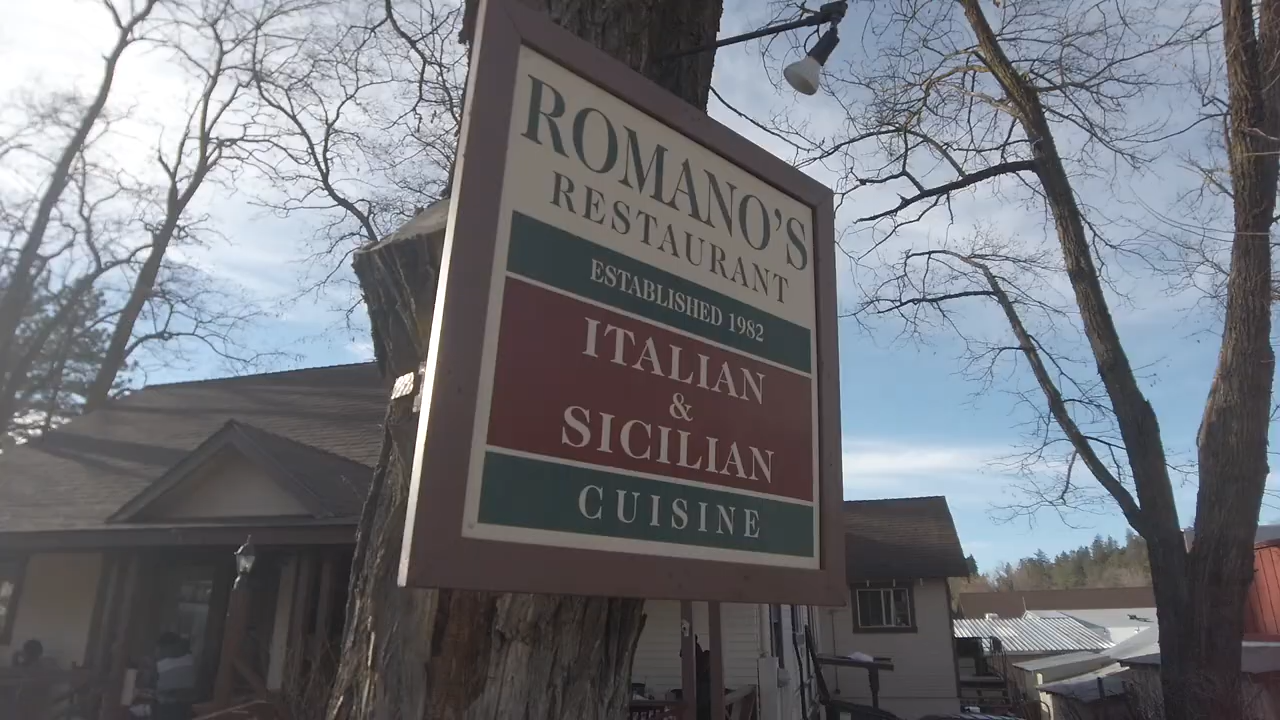 ROMANO'S
RESTAURANT
ESTABLISHED 1982
ITALIAN
&
SICILIAN
CUISINE